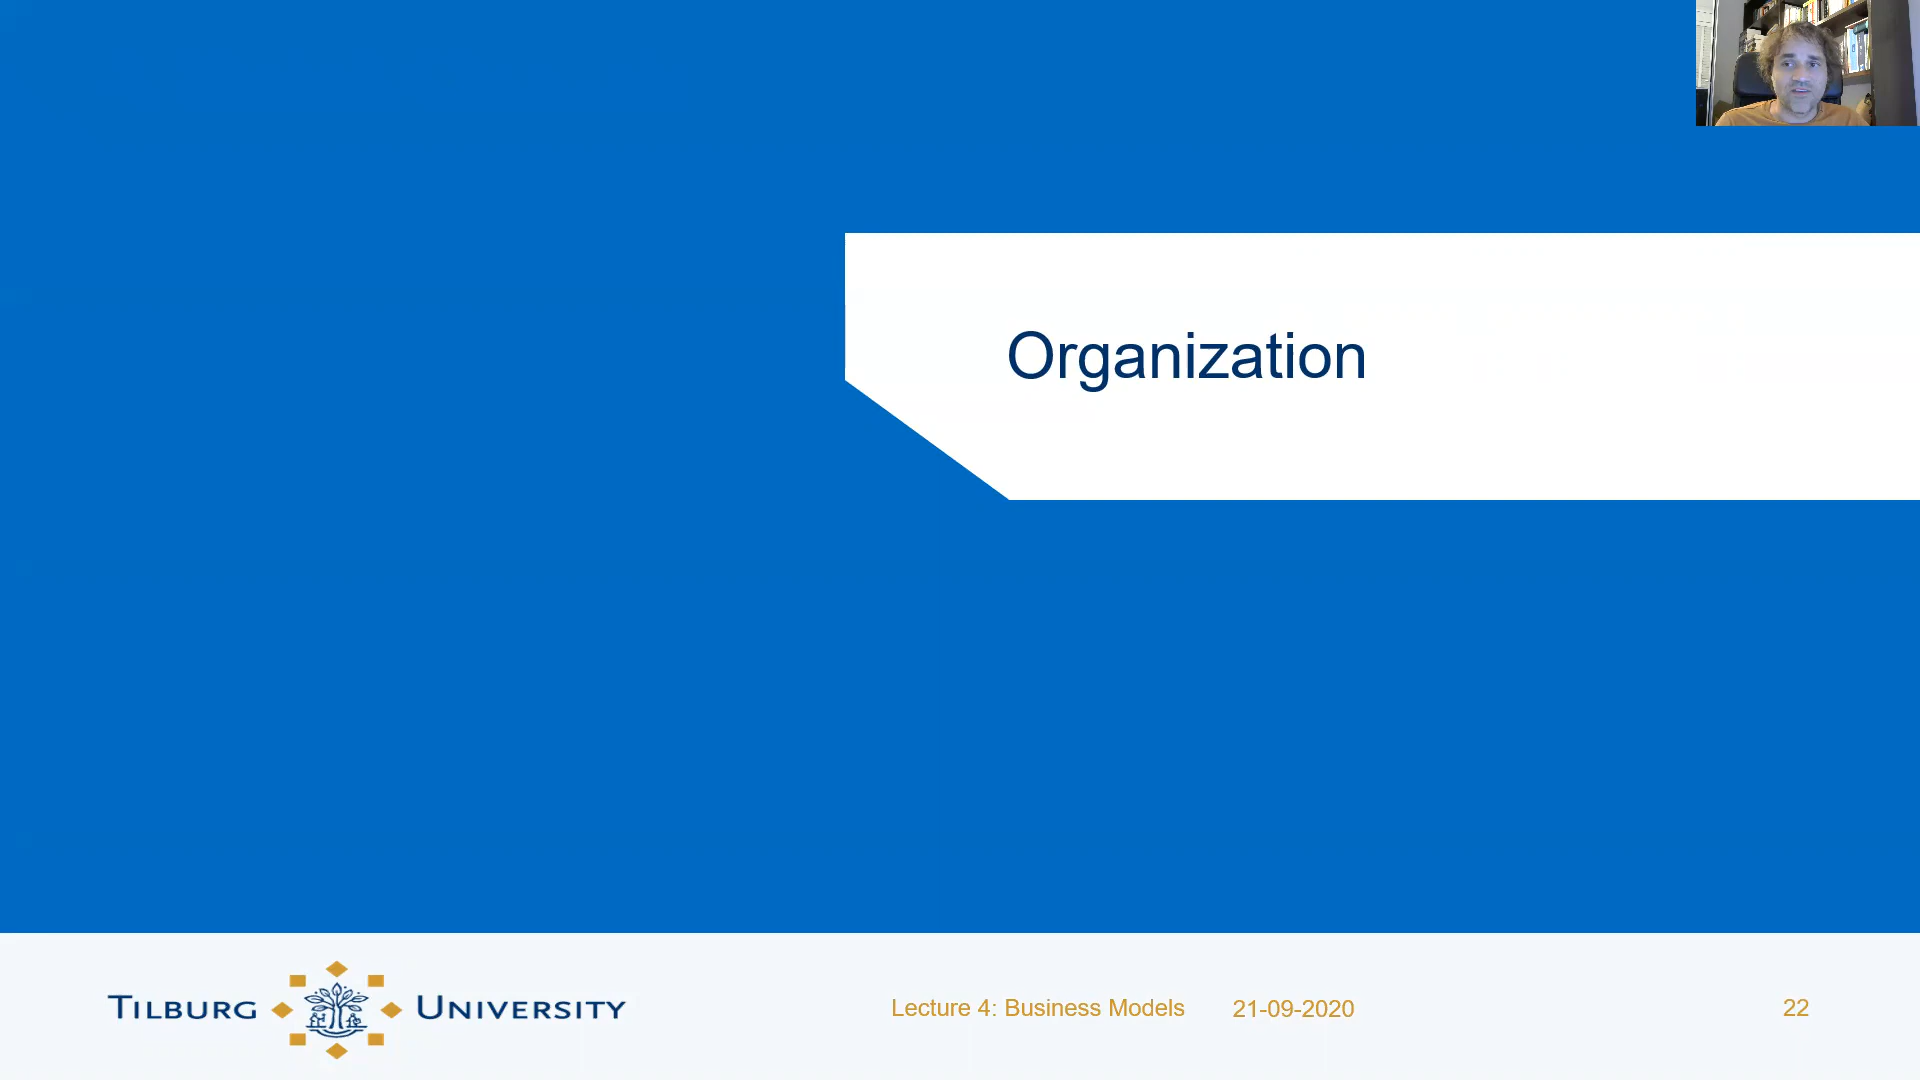 Organization
TILBURG UNIVERSITY
Lecture 4: Business Models 21-09-2020 22